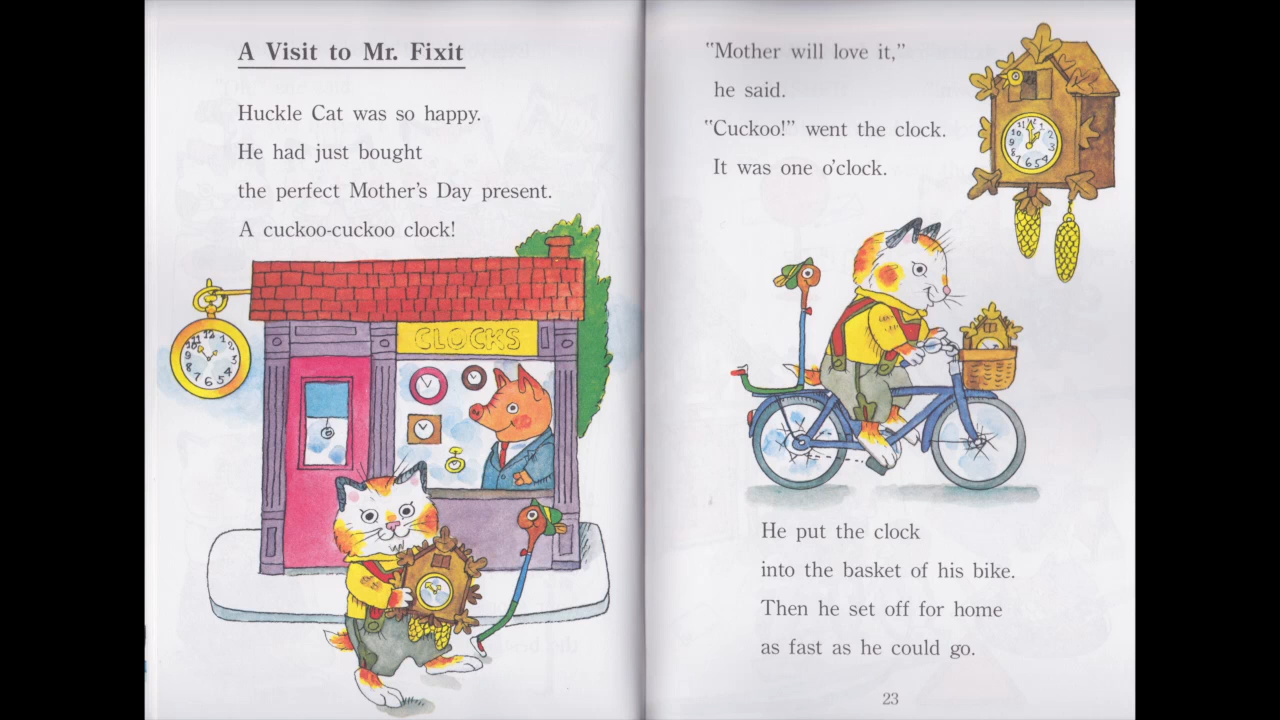 A Visit to Mr. Fixit
Huckle Cat was so happy.
He had just bought
the perfect Mother's Day present.
A cuckoo-cuckoo clock!
CLOCKS
"Mother will love it,"
he said.
"Cuckoo!" went the clock.
It was one o'clock.
He put the clock
into the basket of his bike.
Then he set off for home
as fast as he could go.
23